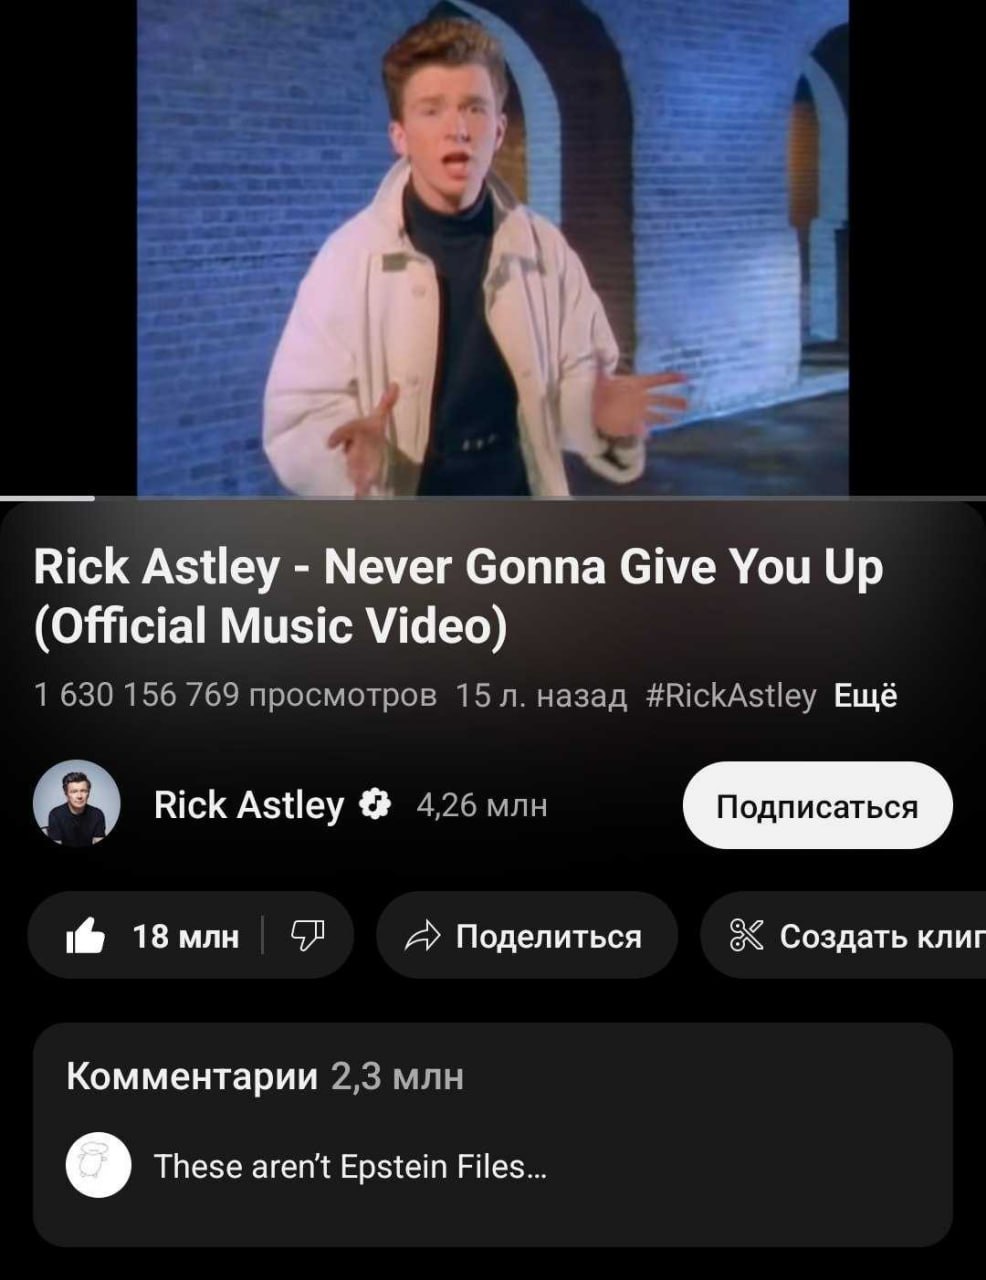 Rick Astley - Never Gonna Give You Up
(Official Music Video)
1 630 156 769 просмотров 15 л. назад #RickAstley Ещё
Rick Astley 4,26 млн
Подписаться
18 млн
Поделиться
Создать клип
Комментарии 2,3 млн
These aren’t Epstein Files...